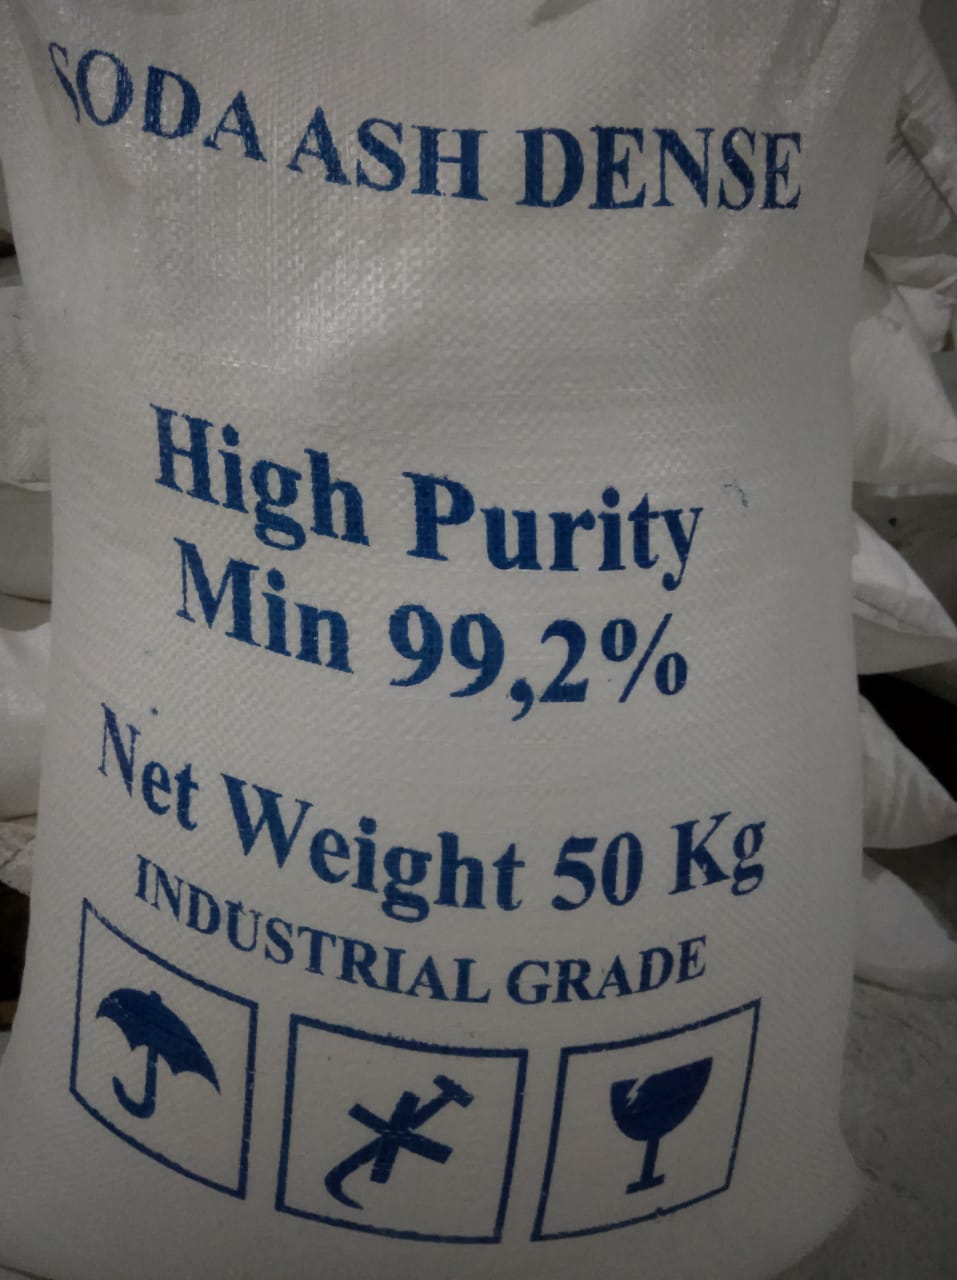 SODA ASH DENSE
High Purity
Min 99,2%
Net Weight 50 Kg
INDUSTRIAL GRADE